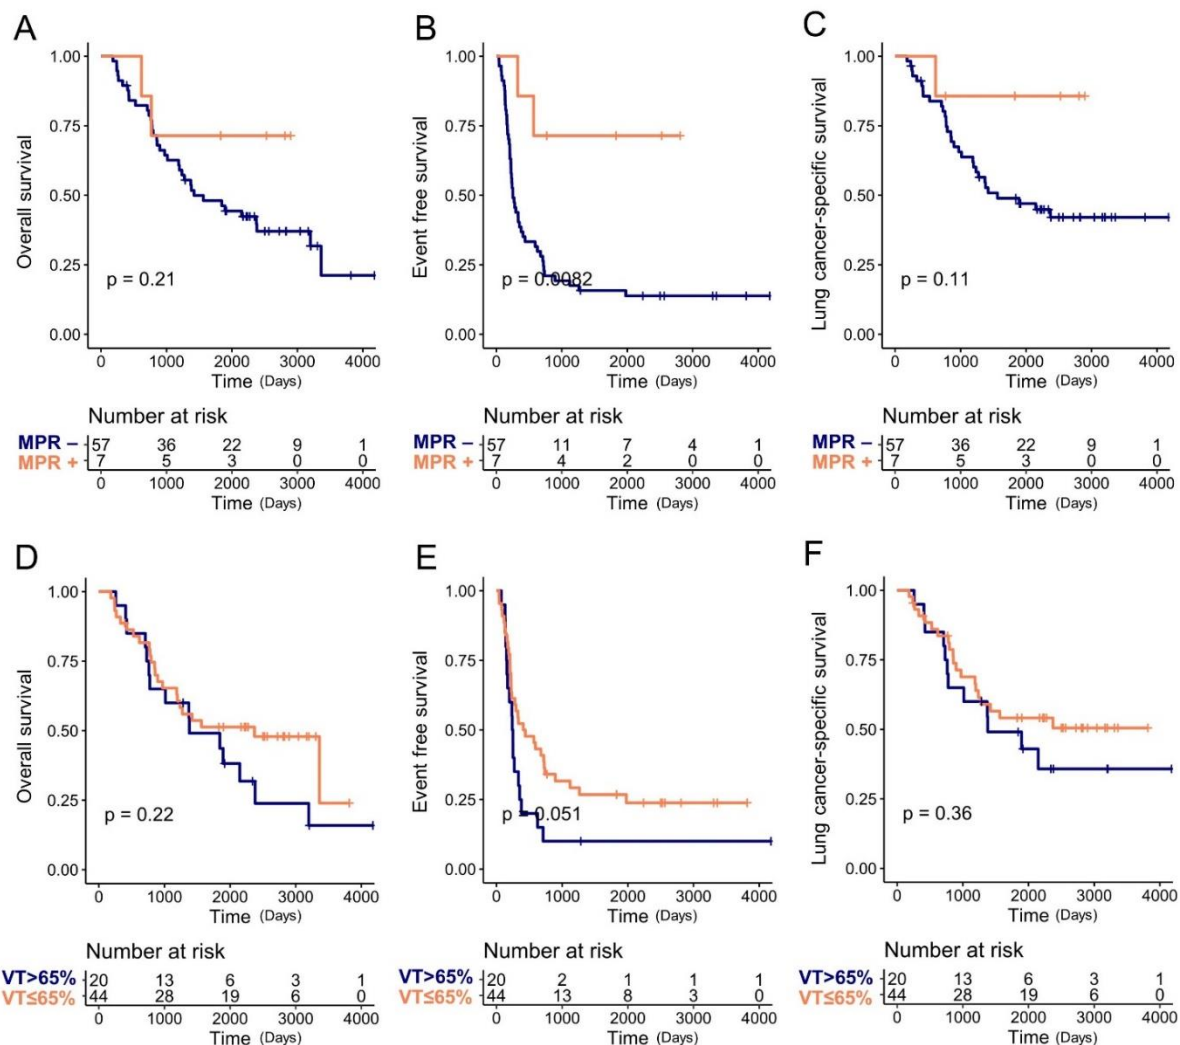 A
Overall survival
1.00
0.75
0.50
0.25
0.00
p = 0.21
0 1000 2000 3000 4000
Time (Days)
Number at risk
MPR – 57 36 22 9 1
MPR + 7 5 3 0 0
0 1000 2000 3000 4000
Time (Days)
B
Event free survival
1.00
0.75
0.50
0.25
0.00
p = 0.0082
0 1000 2000 3000 4000
Time (Days)
Number at risk
MPR – 57 11 7 4 1
MPR + 7 4 2 0 0
0 1000 2000 3000 4000
Time (Days)
C
Lung cancer-specific survival
1.00
0.75
0.50
0.25
0.00
p = 0.11
0 1000 2000 3000 4000
Time (Days)
Number at risk
MPR – 57 36 22 9 1
MPR + 7 5 3 0 0
0 1000 2000 3000 4000
Time (Days)
D
Overall survival
1.00
0.75
0.50
0.25
0.00
p = 0.22
0 1000 2000 3000 4000
Time (Days)
Number at risk
VT>65% 20 13 6 3 1
VT≤65% 44 28 19 6 0
0 1000 2000 3000 4000
Time (Days)
E
Event free survival
1.00
0.75
0.50
0.25
0.00
p = 0.051
0 1000 2000 3000 4000
Time (Days)
Number at risk
VT>65% 20 2 1 1 1
VT≤65% 44 13 8 3 0
0 1000 2000 3000 4000
Time (Days)
F
Lung cancer-specific survival
1.00
0.75
0.50
0.25
0.00
p = 0.36
0 1000 2000 3000 4000
Time (Days)
Number at risk
VT>65% 20 13 6 3 1
VT≤65% 44 28 19 6 0
0 1000 2000 3000 4000
Time (Days)